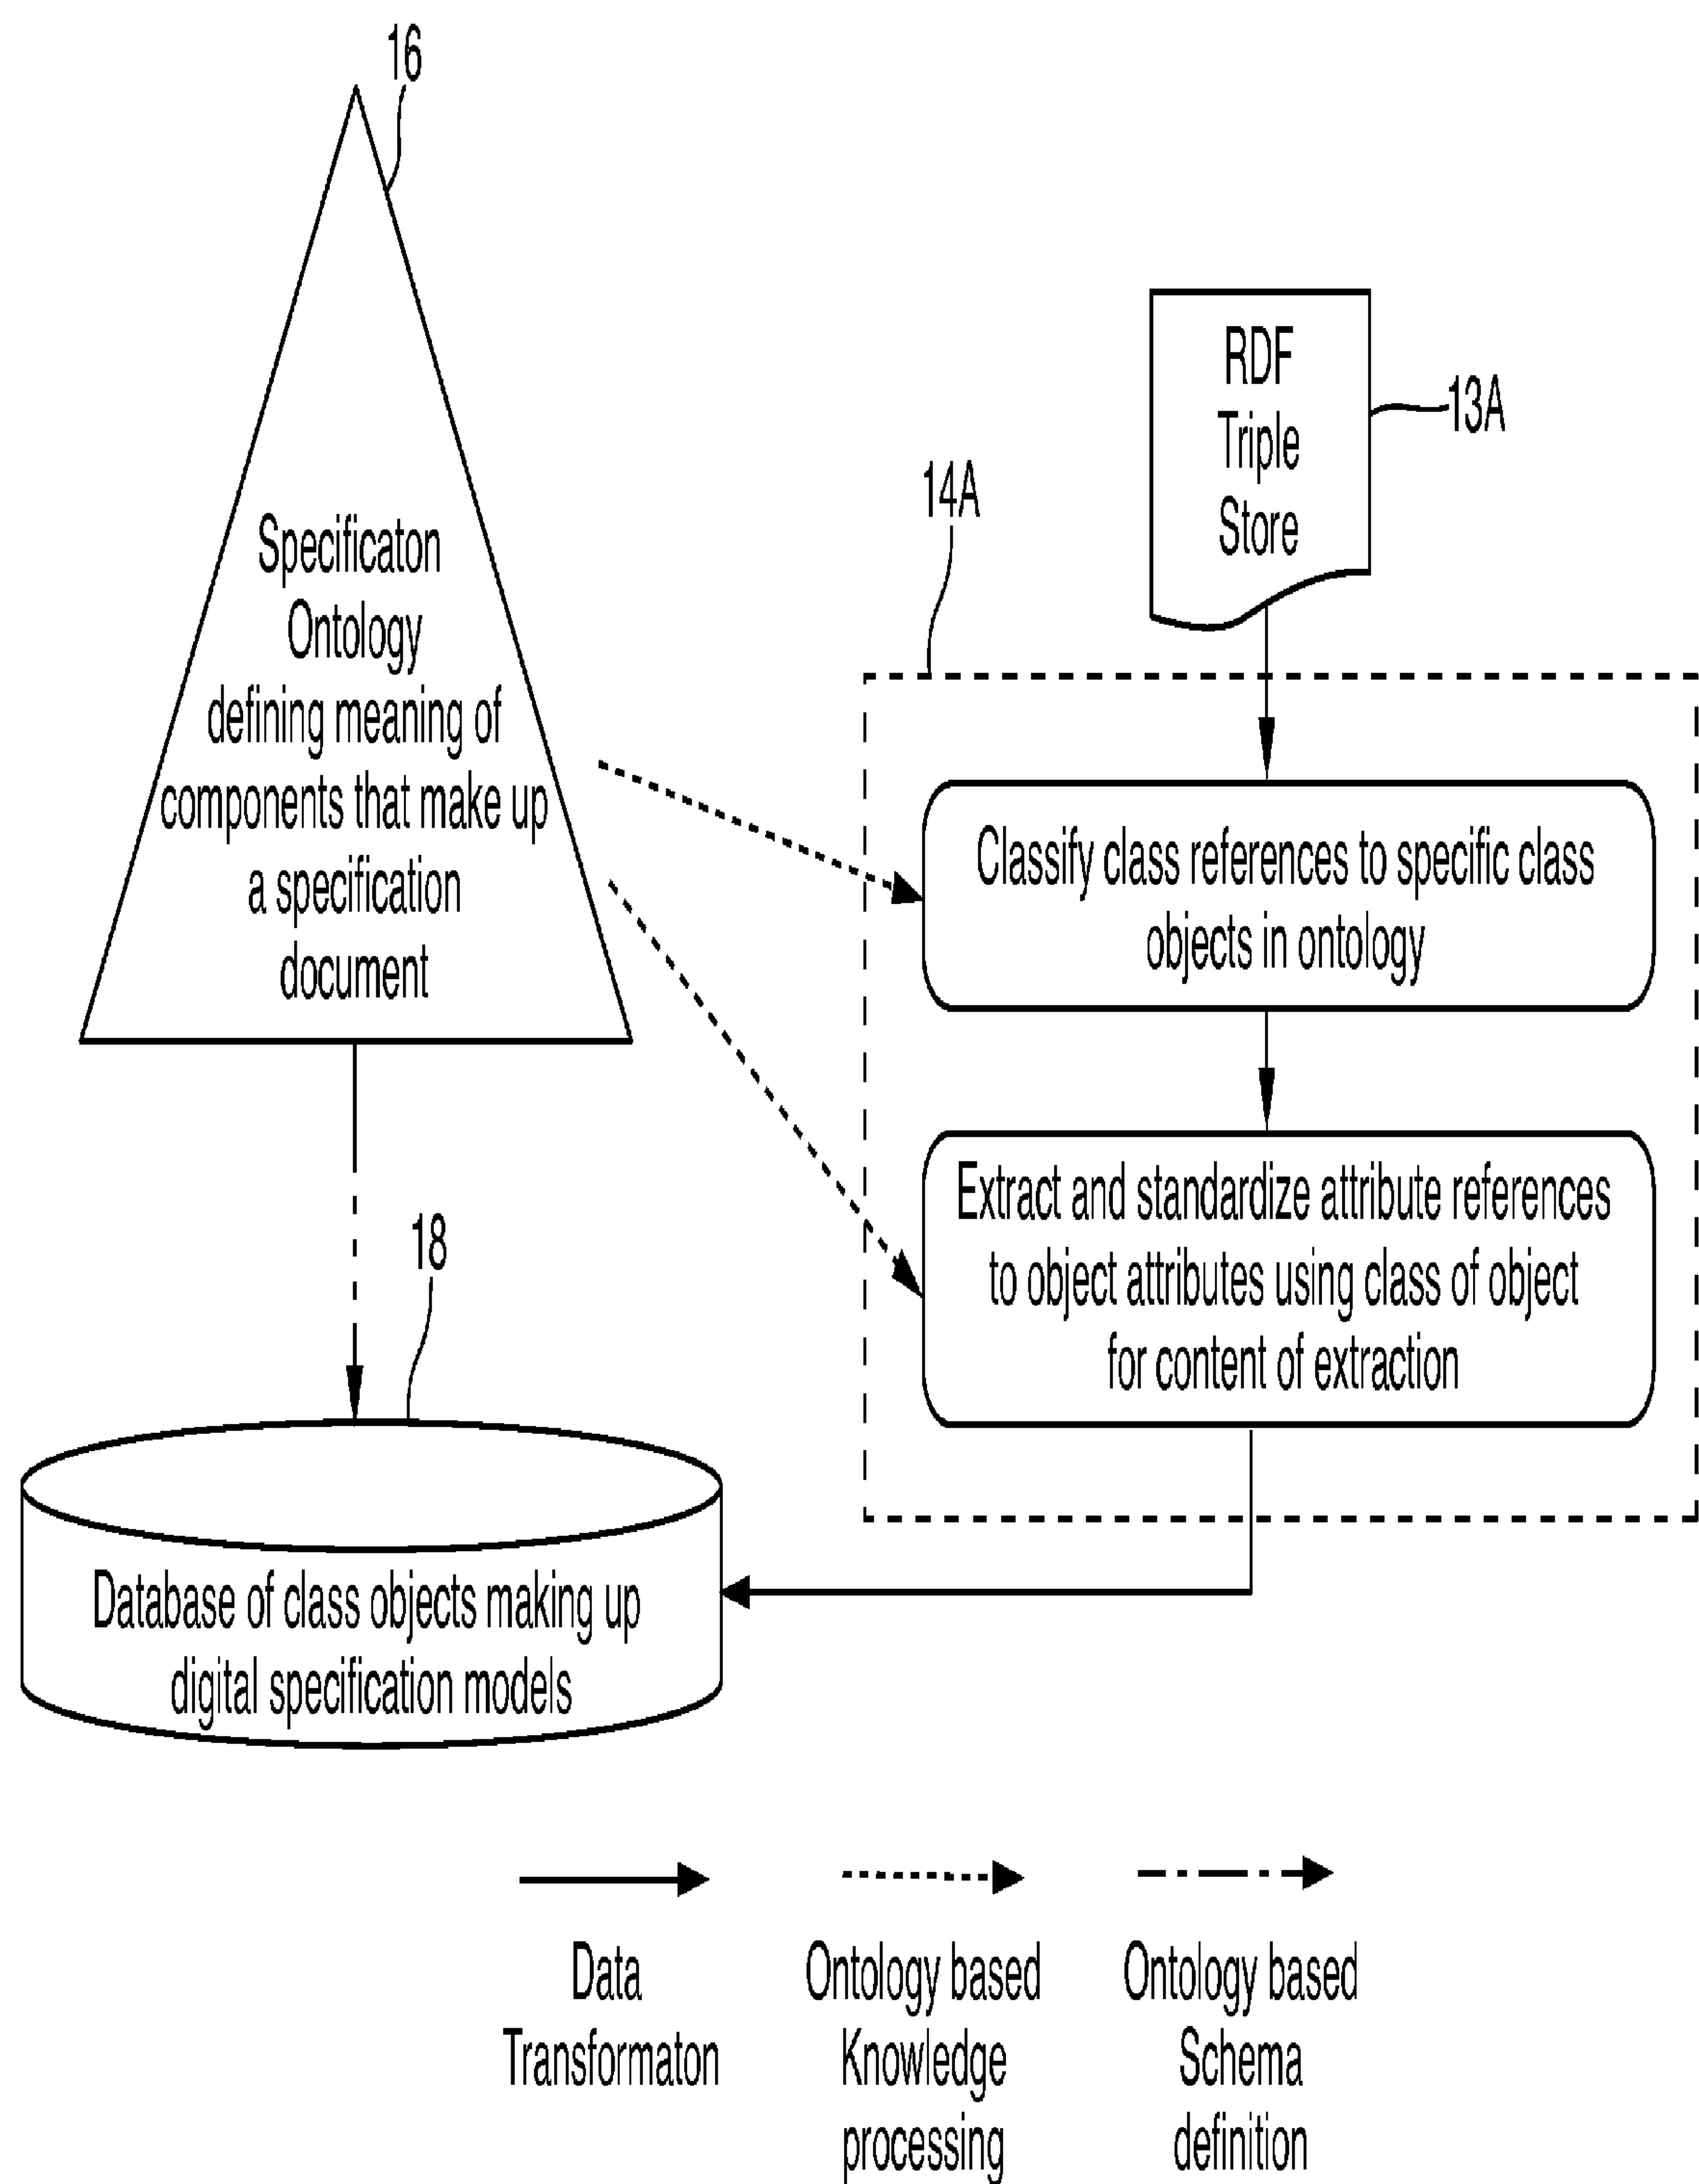 16
Specificaton
Ontology
defining meaning of
components that make up
a specification
document
RDF
Triple
Store
13A
14A
Classify class references to specific class
objects in ontology
Extract and standardize attribute references
to object attributes using class of object
for content of extraction
18
Database of class objects making up
digital specification models
Data
Transformaton
Ontology based
Knowledge
processing
Ontology based
Schema
definition